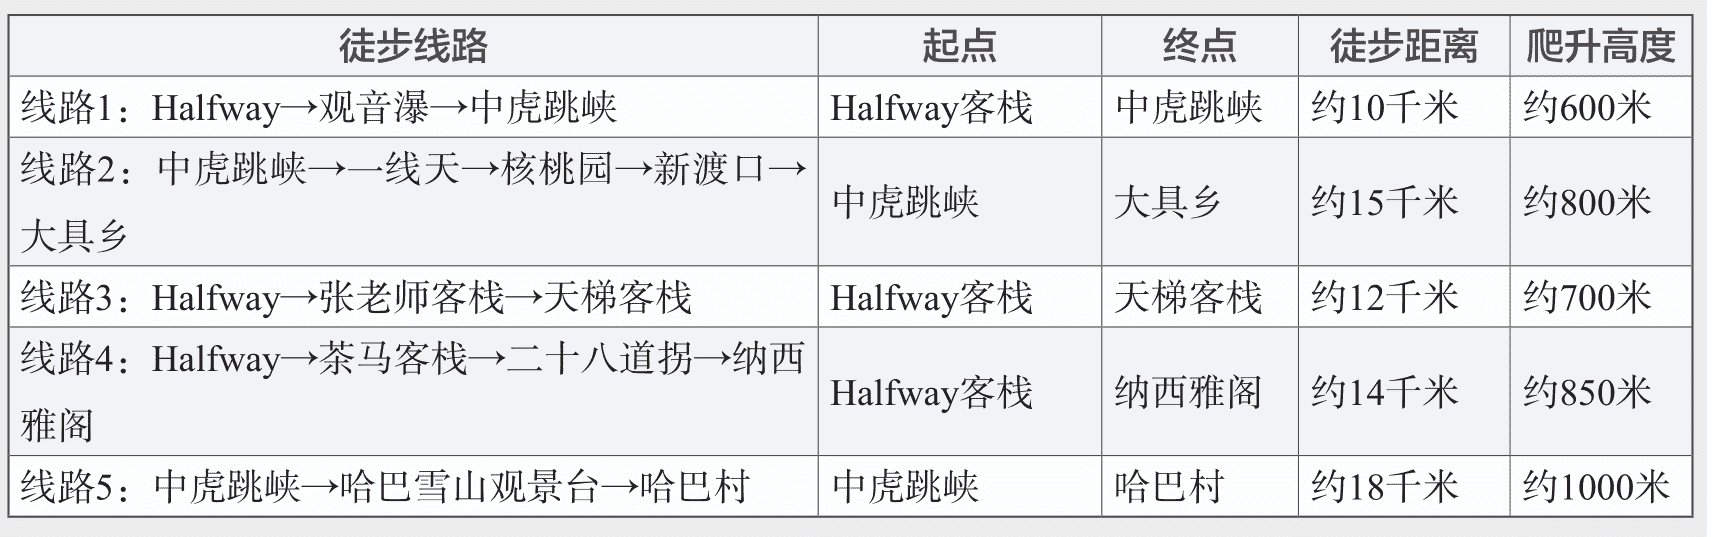 徒步线路 起点 终点 徒步距离 爬升高度
线路1：Halfway→观音瀑→中虎跳峡 Halfway客栈 中虎跳峡 约10千米 约600米
线路2：中虎跳峡→一线天→核桃园→新渡口→
大具乡 中虎跳峡 大具乡 约15千米 约800米
线路3：Halfway→张老师客栈→天梯客栈 Halfway客栈 天梯客栈 约12千米 约700米
线路4：Halfway→茶马客栈→二十八道拐→纳西
雅阁 Halfway客栈 纳西雅阁 约14千米 约850米
线路5：中虎跳峡→哈巴雪山观景台→哈巴村 中虎跳峡 哈巴村 约18千米 约1000米